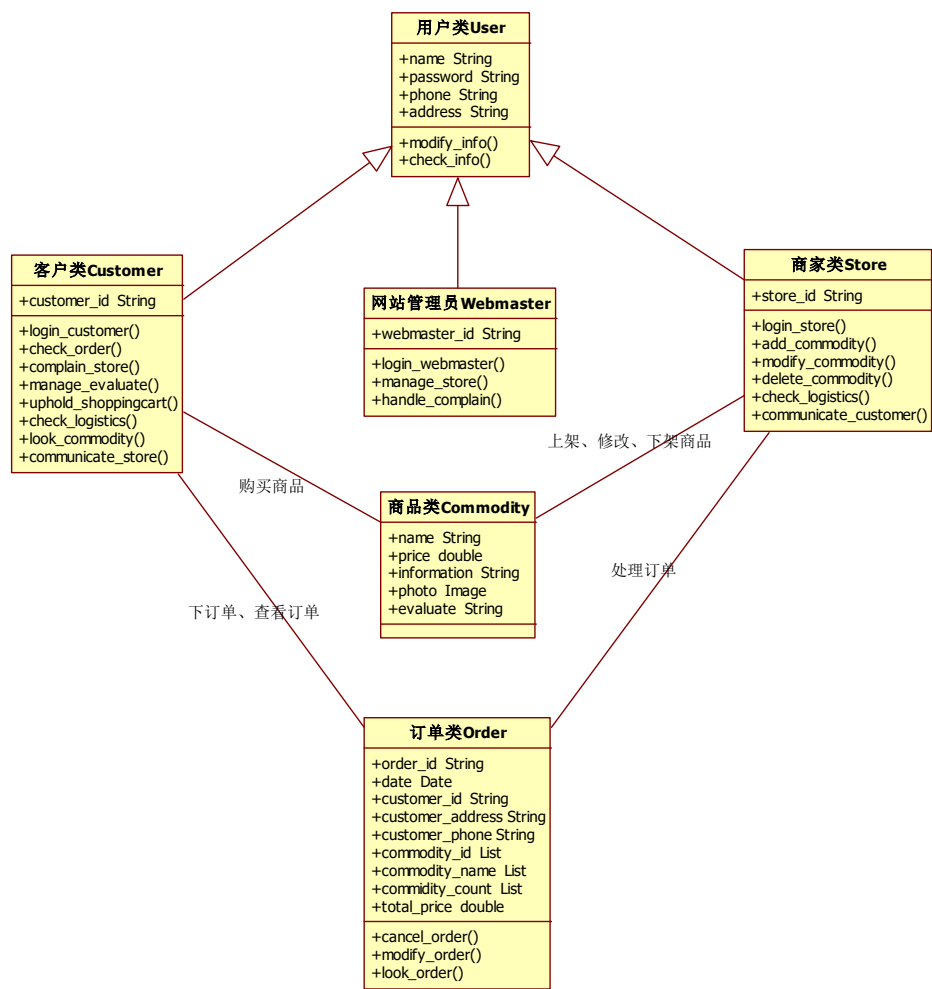 用户类User
+name String
+password String
+phone String
+address String
+modify_info()
+check_info()
客户类Customer
+customer_id String
+login_customer()
+check_order()
+complain_store()
+manage_evaluate()
+uphold_shoppingcart()
+check_logistics()
+look_commodity()
+communicate_store()
网站管理员Webmaster
+webmaster_id String
+login_webmaster()
+manage_store()
+handle_complain()
商家类Store
+store_id String
+login_store()
+add_commodity()
+modify_commodity()
+delete_commodity()
+check_logistics()
+communicate_customer()
上架、修改、下架商品
购买商品
商品类Commodity
+name String
+price double
+information String
+photo Image
+evaluate String
处理订单
下订单、查看订单
订单类Order
+order_id String
+date Date
+customer_id String
+customer_address String
+customer_phone String
+commodity_id List
+commodity_name List
+commidity_count List
+total_price double
+cancel_order()
+modify_order()
+look_order()